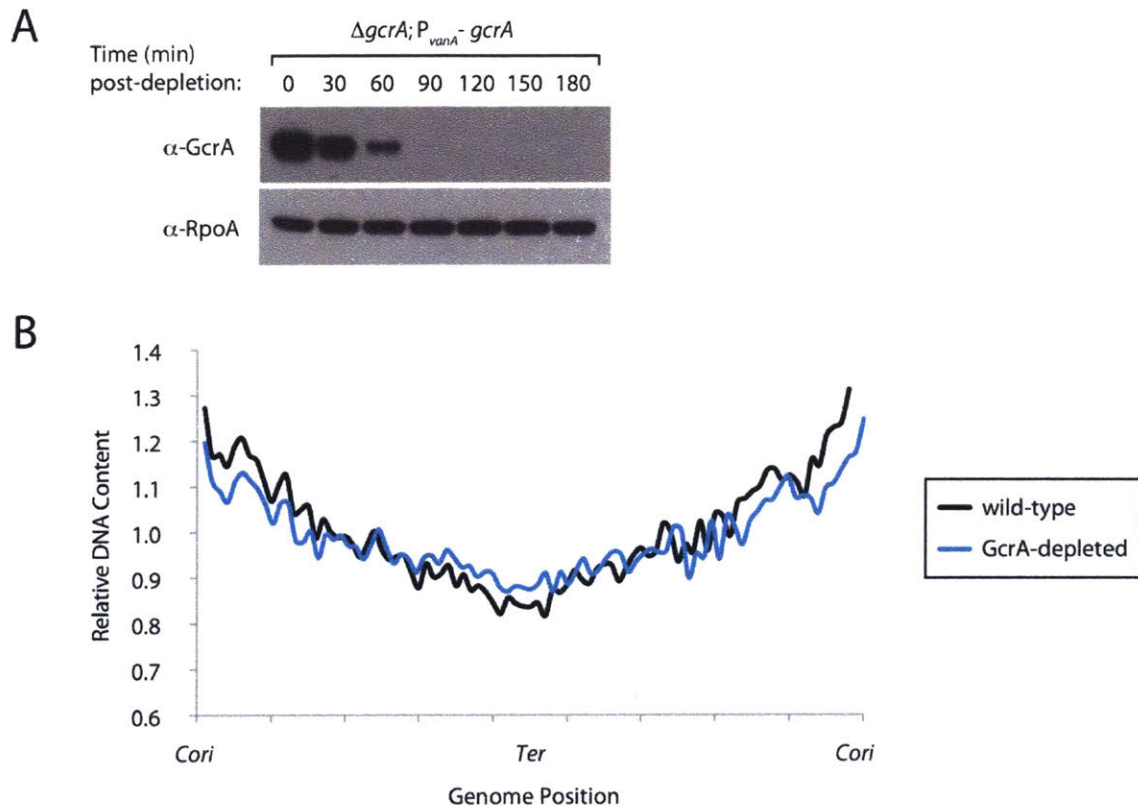 A
ΔgcrA; PvanA- gcrA
Time (min)
post-depletion: 0 30 60 90 120 150 180
α-GcrA
α-RpoA
B
1.4
1.3
1.2
1.1
1.0
0.9
0.8
0.7
0.6
Relative DNA Content
Cori Ter Cori
Genome Position
wild-type
GcrA-depleted